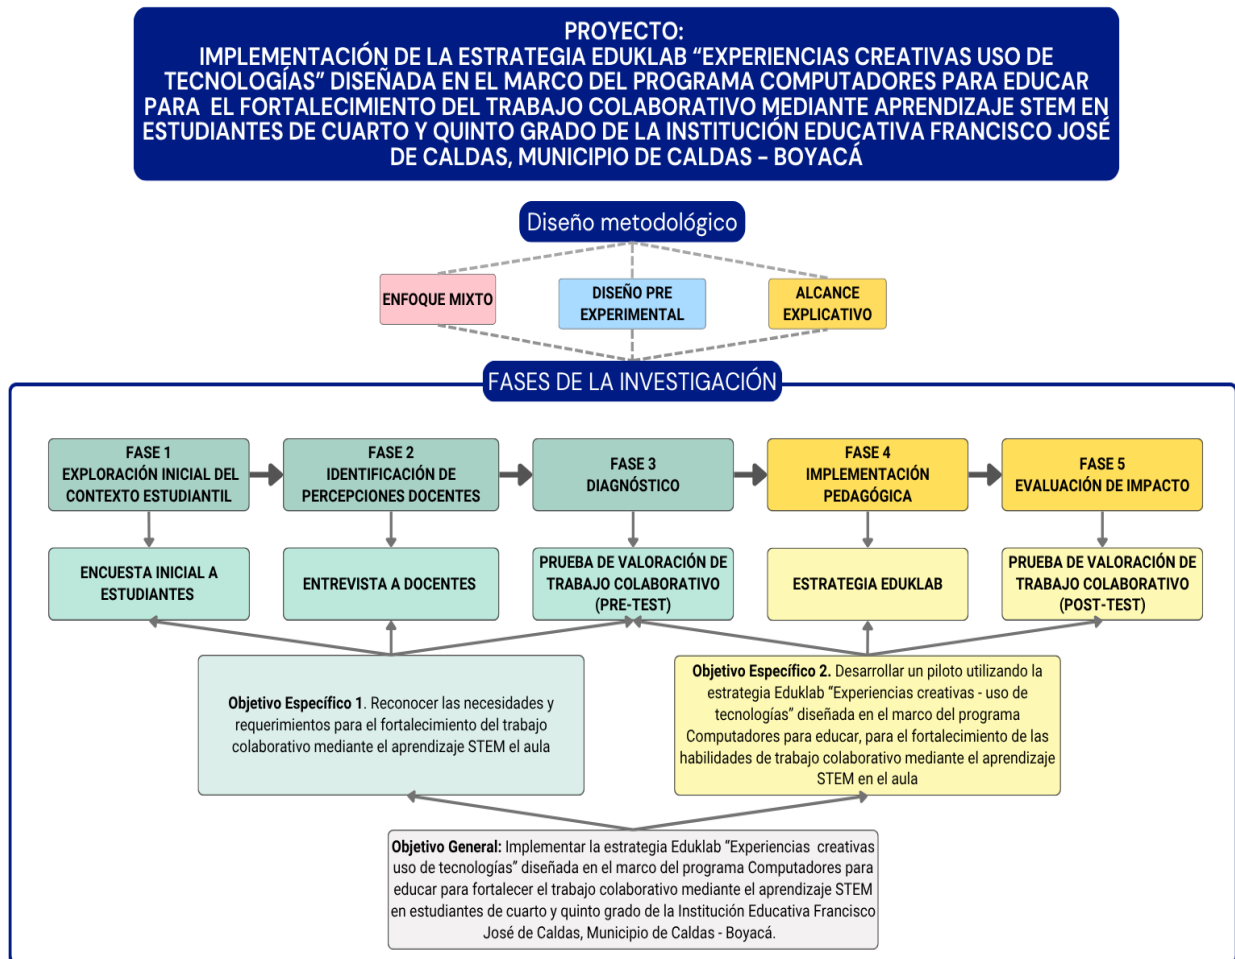 PROYECTO:
IMPLEMENTACIÓN DE LA ESTRATEGIA EDUKLAB “EXPERIENCIAS CREATIVAS USO DE
TECNOLOGÍAS” DISEÑADA EN EL MARCO DEL PROGRAMA COMPUTADORES PARA EDUCAR
PARA EL FORTALECIMIENTO DEL TRABAJO COLABORATIVO MEDIANTE APRENDIZAJE STEM EN
ESTUDIANTES DE CUARTO Y QUINTO GRADO DE LA INSTITUCIÓN EDUCATIVA FRANCISCO JOSÉ
DE CALDAS, MUNICIPIO DE CALDAS – BOYACÁ
Diseño metodológico
ENFOQUE MIXTO
DISEÑO PRE
EXPERIMENTAL
ALCANCE
EXPLICATIVO
FASES DE LA INVESTIGACIÓN
FASE 1
EXPLORACIÓN INICIAL DEL
CONTEXTO ESTUDIANTIL
FASE 2
IDENTIFICACIÓN DE
PERCEPCIONES DOCENTES
FASE 3
DIAGNÓSTICO
FASE 4
IMPLEMENTACIÓN
PEDAGÓGICA
FASE 5
EVALUACIÓN DE IMPACTO
ENCUESTA INICIAL A
ESTUDIANTES
ENTREVISTA A DOCENTES
PRUEBA DE VALORACIÓN DE
TRABAJO COLABORATIVO
(PRE-TEST)
ESTRATEGIA EDUKLAB
PRUEBA DE VALORACIÓN DE
TRABAJO COLABORATIVO
(POST-TEST)
Objetivo Específico 1. Reconocer las necesidades y
requerimientos para el fortalecimiento del trabajo
colaborativo mediante el aprendizaje STEM el aula
Objetivo Específico 2. Desarrollar un piloto utilizando la
estrategia Eduklab “Experiencias creativas - uso de
tecnologías” diseñada en el marco del programa
Computadores para educar, para el fortalecimiento de las
habilidades de trabajo colaborativo mediante el aprendizaje
STEM en el aula
Objetivo General: Implementar la estrategia Eduklab “Experiencias creativas
uso de tecnologías” diseñada en el marco del programa Computadores para
educar para fortalecer el trabajo colaborativo mediante el aprendizaje STEM
en estudiantes de cuarto y quinto grado de la Institución Educativa Francisco
José de Caldas, Municipio de Caldas - Boyacá.